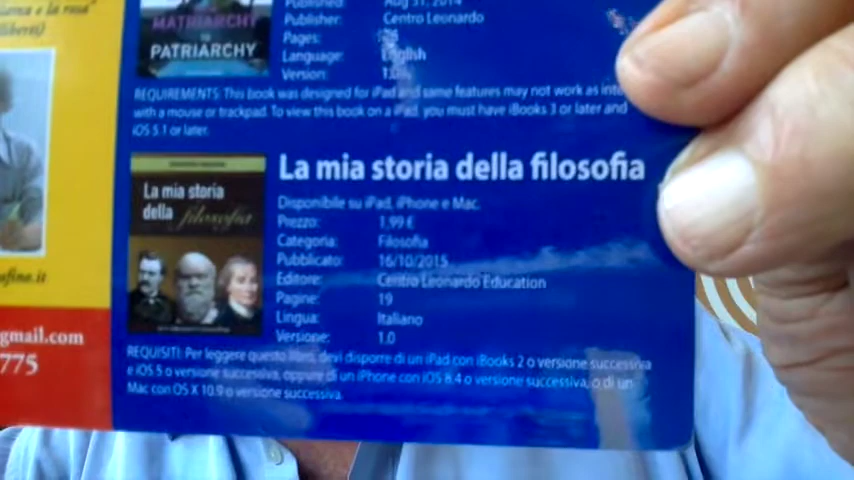 MATRIARCHY
PATRIARCHY
Published: Aug 31, 2014
Publisher: Centro Leonardo
Pages:
Language: English
Version:
REQUIREMENTS: This book was designed for iPad and some features may not work as
with a mouse or trackpad. To view this book on a iPad, you must have iBooks 3 or later and
iOS 5.1 or later.
La mia storia
della filosofia
La mia storia della filosofia
Disponibile su iPad, iPhone e Mac.
Prezzo: 1,99 €
Categoria: Filosofia
Pubblicato: 16/10/2015
Editore: Centro Leonardo Education
Pagine: 19
Lingua: Italiano
Versione: 1.0
REQUISITI: Per leggere questo libro, devi disporre di un iPad con iBooks 2 o versione successiva
e iOS 5 o versione successiva, oppure di un iPhone con iOS 8.4 o versione successiva, o di un
Mac con OS X 10.9 o versione successiva.
gmail.com
775